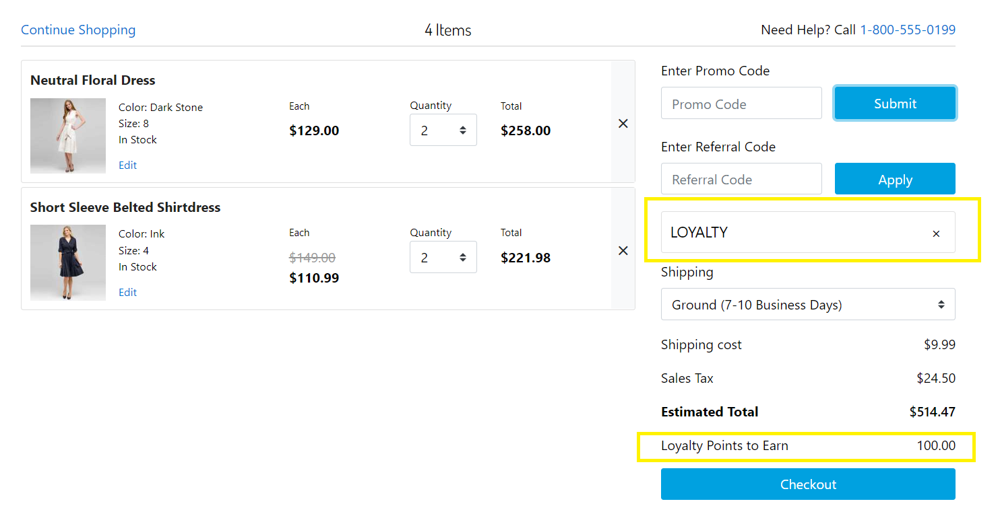 Continue Shopping
4 Items
Need Help? Call 1-800-555-0199
Neutral Floral Dress
Color: Dark Stone
Size: 8
In Stock
Edit
Each
$129.00
Quantity
2
Total
$258.00
×
Short Sleeve Belted Shirtdress
Color: Ink
Size: 4
In Stock
Edit
Each
$149.00
$110.99
Quantity
2
Total
$221.98
×
Enter Promo Code
Promo Code
Submit
Enter Referral Code
Referral Code
Apply
LOYALTY ×
Shipping
Ground (7-10 Business Days)
Shipping cost $9.99
Sales Tax $24.50
Estimated Total $514.47
Loyalty Points to Earn 100.00
Checkout